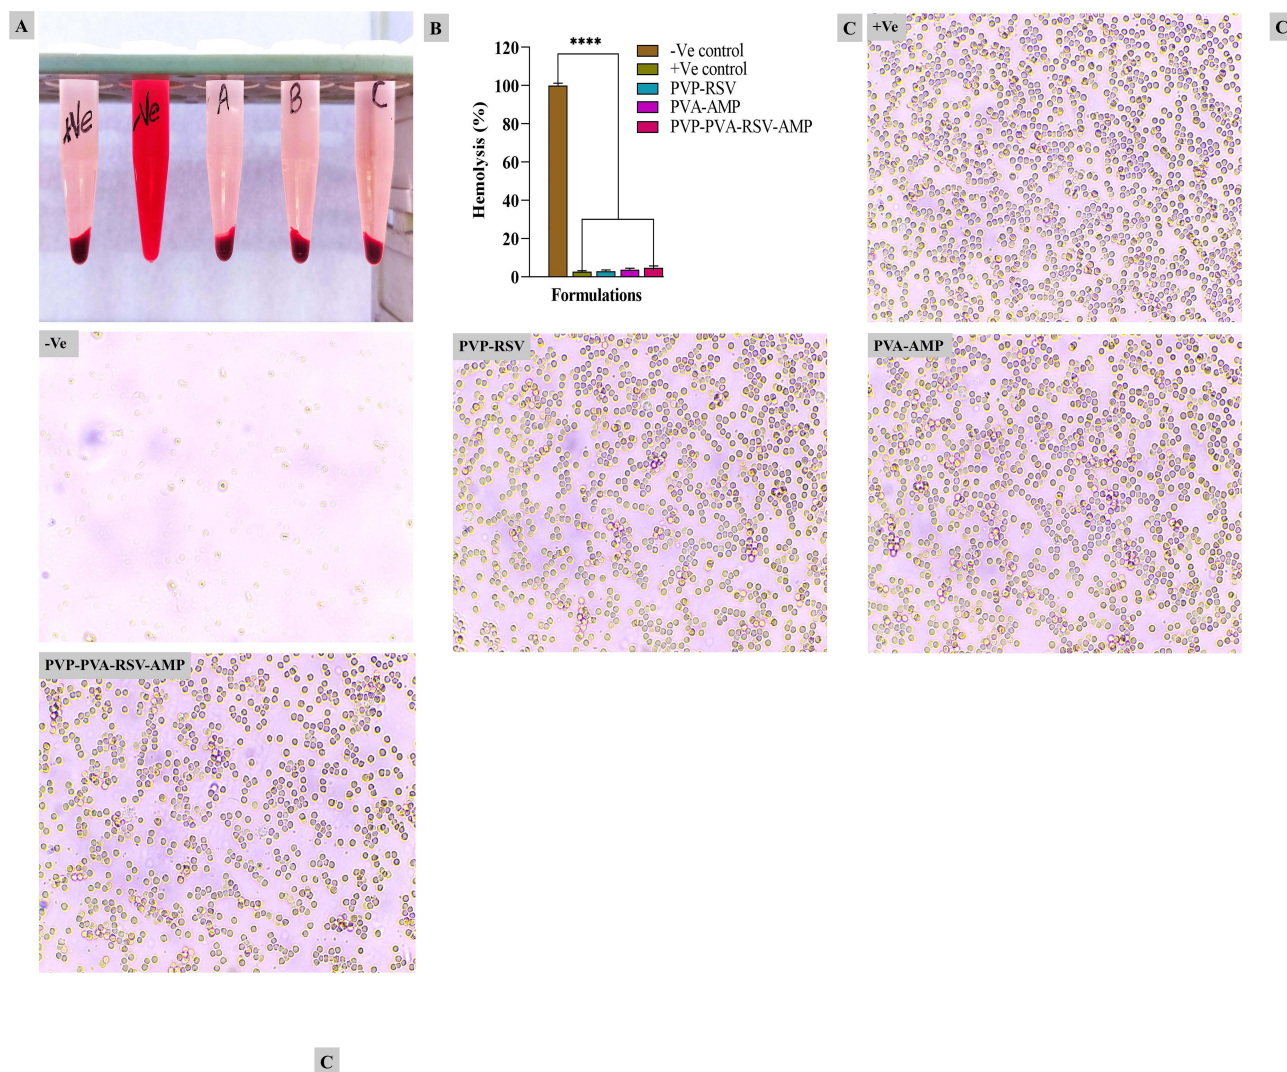 A
+Ve
-Ve
A
B
C
B
120
100
80
60
40
20
0
Hemolysis (%)
****
-Ve control
+Ve control
PVP-RSV
PVA-AMP
PVP-PVA-RSV-AMP
Formulations
C
+Ve
C
-Ve
PVP-RSV
PVA-AMP
PVP-PVA-RSV-AMP
C